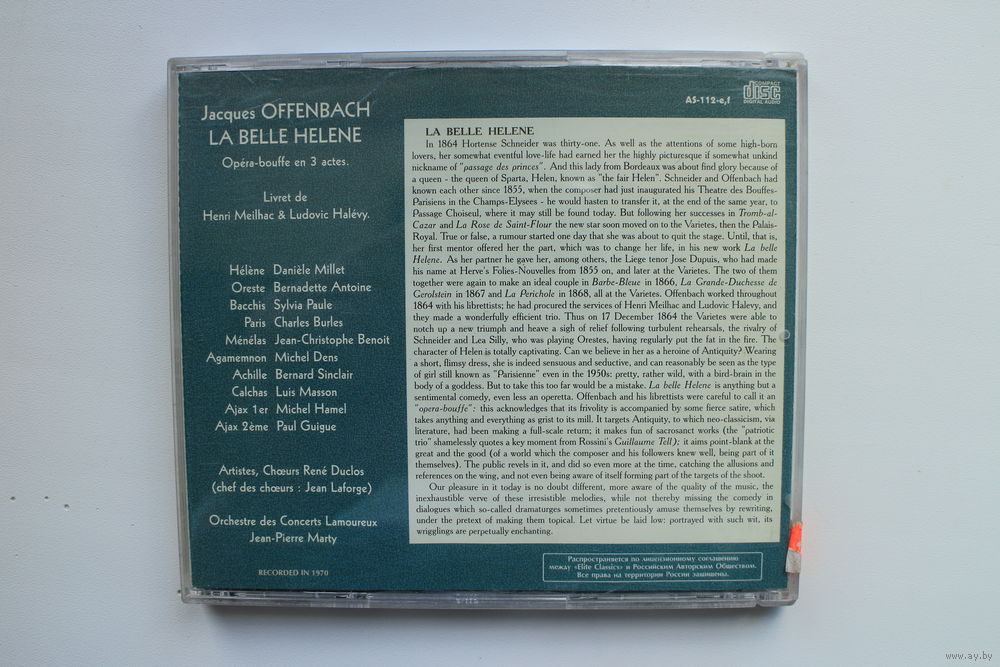 Jacques OFFENBACH
LA BELLE HELENE
Opéra-bouffe en 3 actes.
Livret de
Henri Meilhac & Ludovic Halévy.
Hélène Danièle Millet
Oreste Bernadette Antoine
Bacchis Sylvia Paule
Paris Charles Burles
Ménélas Jean-Christophe Benoit
Agamemnon Michel Dens
Achille Bernard Sinclair
Calchas Luis Masson
Ajax 1er Michel Hamel
Ajax 2ème Paul Guigue
Artistes, Chœurs René Duclos
(chef des chœurs : Jean Laforge)
Orchestre des Concerts Lamoureux
Jean-Pierre Marty
RECORDED IN 1970
AS-112-e,f
COMPACT
disc
DIGITAL AUDIO
LA BELLE HELENE
In 1864 Hortense Schneider was thirty-one. As well as the attentions of some high-born
lovers, her somewhat eventful love-life had earned her the highly picturesque if somewhat unkind
nickname of "passage des princes". And this lady from Bordeaux was about find glory because of
a queen - the queen of Sparta, Helen, known as "the fair Helen". Schneider and Offenbach had
known each other since 1855, when the composer had just inaugurated his Theatre des Bouffes-
Parisiens in the Champs-Elysees - he would hasten to transfer it, at the end of the same year, to
Passage Choiseul, where it may still be found today. But following her successes in Tromb-al-
Cazar and La Rose de Saint-Flour the new star soon moved on to the Varietes, then the Palais-
Royal. True or false, a rumour started one day that she was about to quit the stage. Until, that is,
her first mentor offered her the part, which was to change her life, in his new work La belle
Helene. As her partner he gave her, among others, the Liege tenor Jose Dupuis, who had made
his name at Herve's Folies-Nouvelles from 1855 on, and later at the Varietes. The two of them
together were again to make an ideal couple in Barbe-Bleue in 1866, La Grande-Duchesse de
Gerolstein in 1867 and La Perichole in 1868, all at the Varietes. Offenbach worked throughout
1864 with his librettists; he had procured the services of Henri Meilhac and Ludovic Halevy, and
they made a wonderfully efficient trio. Thus on 17 December 1864 the Varietes were able to
notch up a new triumph and heave a sigh of relief following turbulent rehearsals, the rivalry of
Schneider and Lea Silly, who was playing Orestes, having regularly put the fat in the fire. The
character of Helen is totally captivating. Can we believe in her as a heroine of Antiquity? Wearing
a short, flimsy dress, she is indeed sensuous and seductive, and can reasonably be seen as the type
of girl still known as "Parisienne" even in the 1950s: pretty, rather wild, with a bird-brain in the
body of a goddess. But to take this too far would be a mistake. La belle Helene is anything but a
sentimental comedy, even less an operetta. Offenbach and his librettists were careful to call it an
"opera-bouffe": this acknowledges that its frivolity is accompanied by some fierce satire, which
takes anything and everything as grist to its mill. It targets Antiquity, to which neo-classicism, via
literature, had been making a full-scale return; it makes fun of sacrosanct works (the "patriotic
trio" shamelessly quotes a key moment from Rossini's Guillaume Tell); it aims point-blank at the
great and the good (of a world which the composer and his followers knew well, being part of it
themselves). The public revels in it, and did so even more at the time, catching the allusions and
references on the wing, and not even being aware of itself forming part of the targets of the shoot.
Our pleasure in it today is no doubt different, more aware of the quality of the music, the
inexhaustible verve of these irresistible melodies, while not thereby missing the comedy in
dialogues which so-called dramaturges sometimes pretentiously amuse themselves by rewriting,
under the pretext of making them topical. Let virtue be laid low: portrayed with such wit, its
wrigglings are perpetually enchanting.
Распространяется по лицензионному соглашению
между «Elite Classics» и Российским Авторским Обществом.
Все права на территории России защищены.
www.ay.by